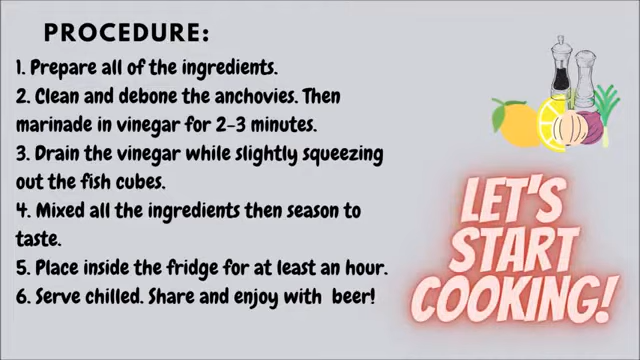 PROCEDURE:
1. Prepare all of the ingredients.
2. Clean and debone the anchovies. Then
marinade in vinegar for 2-3 minutes.
3. Drain the vinegar while slightly squeezing
out the fish cubes.
4. Mixed all the ingredients then season to
taste.
5. Place inside the fridge for at least an hour.
6. Serve chilled. Share and enjoy with beer!
LET'S
START
COOKING!